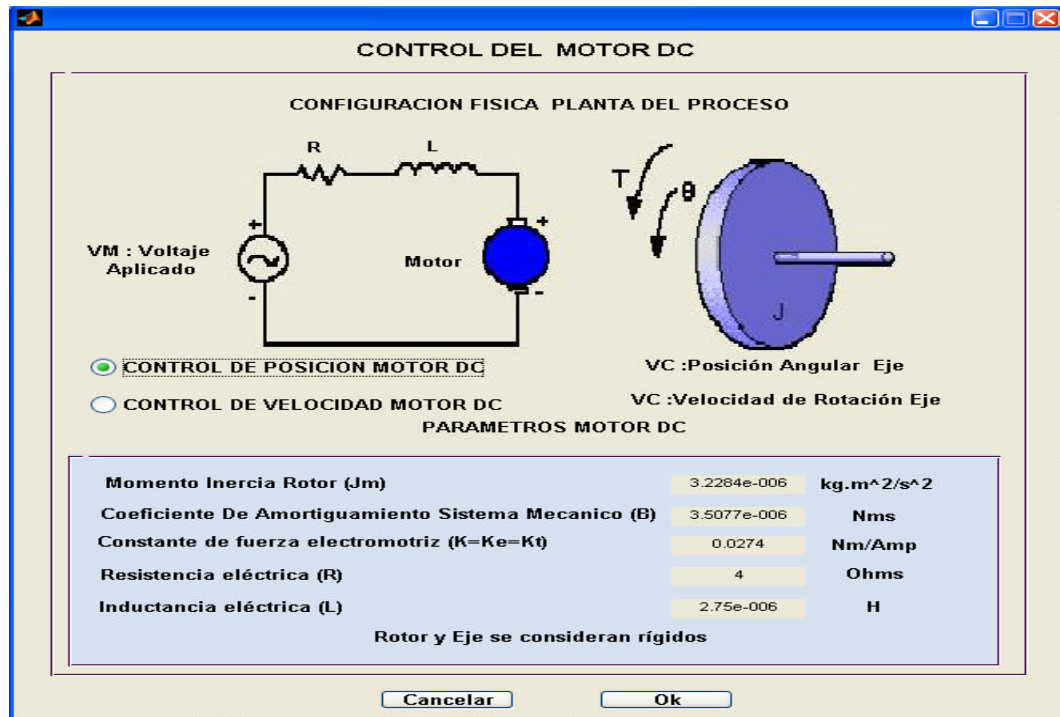 CONTROL DEL MOTOR DC
CONFIGURACION FISICA PLANTA DEL PROCESO
R
L
T
θ
+
+
VM : Voltaje
Aplicado
Motor
-
-
J
CONTROL DE POSICION MOTOR DC
VC :Posición Angular Eje
CONTROL DE VELOCIDAD MOTOR DC
VC :Velocidad de Rotación Eje
PARAMETROS MOTOR DC
Momento Inercia Rotor (Jm) 3.2284e-006 kg.m^2/s^2
Coeficiente De Amortiguamiento Sistema Mecanico (B) 3.5077e-006 Nms
Constante de fuerza electromotriz (K=Ke=Kt) 0.0274 Nm/Amp
Resistencia eléctrica (R) 4 Ohms
Inductancia eléctrica (L) 2.75e-006 H
Rotor y Eje se consideran rígidos
Cancelar Ok